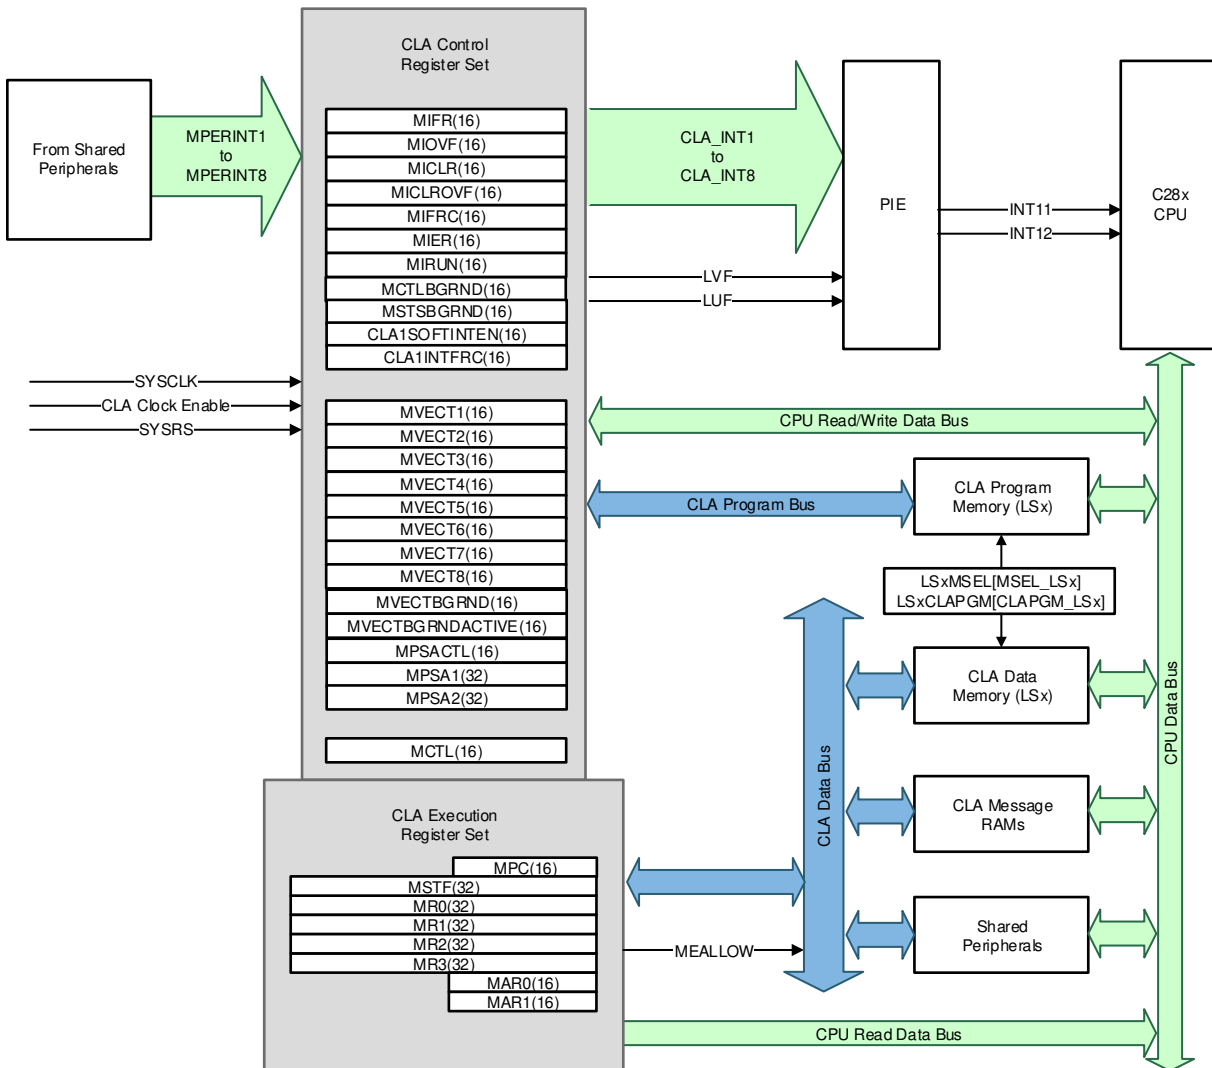 CLA Control
Register Set
From Shared
Peripherals
MPERINT1
to
MPERINT8
MIFR(16)
MIOVF(16)
MICLR(16)
MICLROVF(16)
MIFRC(16)
MIER(16)
MIRUN(16)
MCTLBGRND(16)
MSTSBGRND(16)
CLA1SOFTINTEN(16)
CLA1INTFRC(16)
CLA_INT1
to
CLA_INT8
LVF
LUF
PIE
INT11
INT12
C28x
CPU
SYSCLK
CLA Clock Enable
SYSRS
MVECT1(16)
MVECT2(16)
MVECT3(16)
MVECT4(16)
MVECT5(16)
MVECT6(16)
MVECT7(16)
MVECT8(16)
MVECTBGRND(16)
MVECTBGRNDACTIVE(16)
MPSACTL(16)
MPSA1(32)
MPSA2(32)
MCTL(16)
CPU Read/Write Data Bus
CLA Program Bus
CLA Program
Memory (LSx)
LSxMSEL[MSEL_LSx]
LSxCLAPGM[CLAPGM_LSx]
CLA Data
Memory (LSx)
CLA Data Bus
CPU Data Bus
CLA Message
RAMs
Shared
Peripherals
CLA Execution
Register Set
MPC(16)
MSTF(32)
MR0(32)
MR1(32)
MR2(32)
MR3(32)
MAR0(16)
MAR1(16)
MEALLOW
CPU Read Data Bus